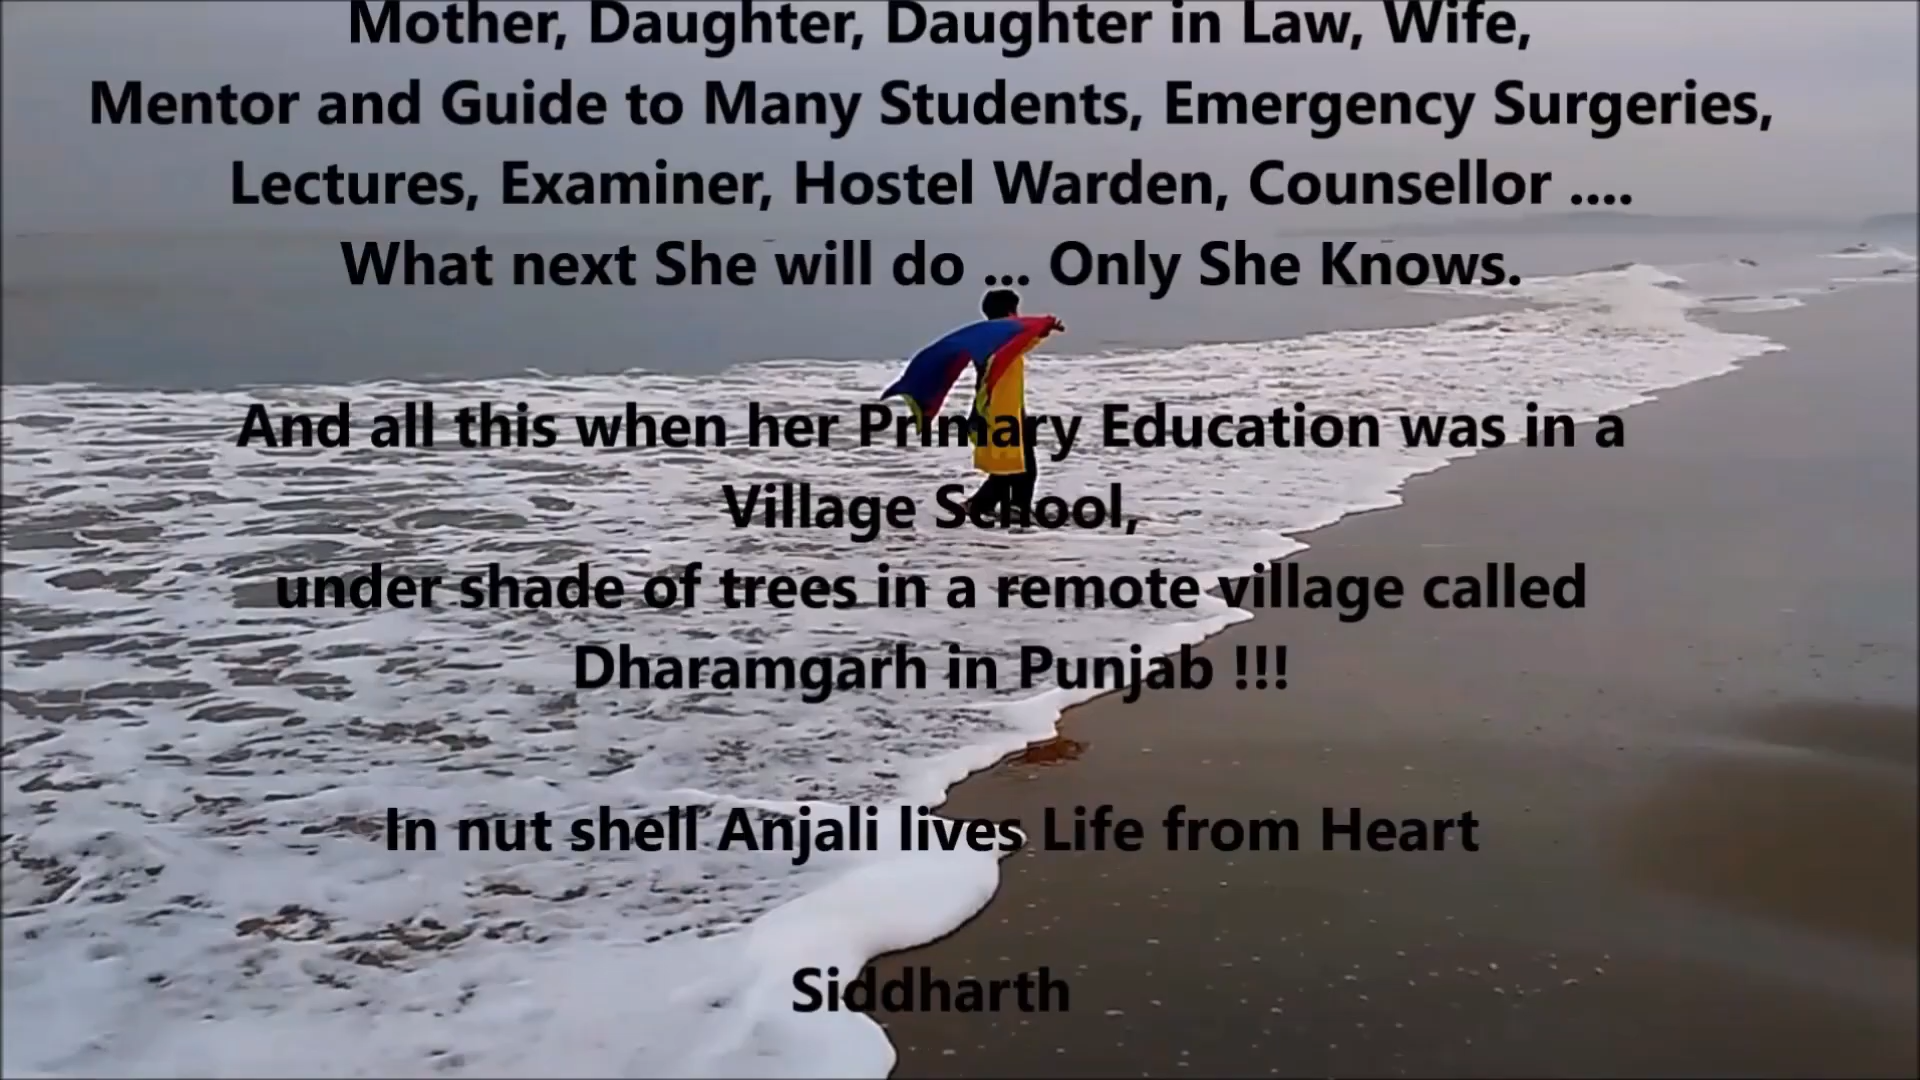 Mother, Daughter, Daughter in Law, Wife,
Mentor and Guide to Many Students, Emergency Surgeries,
Lectures, Examiner, Hostel Warden, Counsellor ....
What next She will do ... Only She Knows.
And all this when her Primary Education was in a
Village School,
under shade of trees in a remote village called
Dharamgarh in Punjab !!!
In nut shell Anjali lives Life from Heart
Siddharth